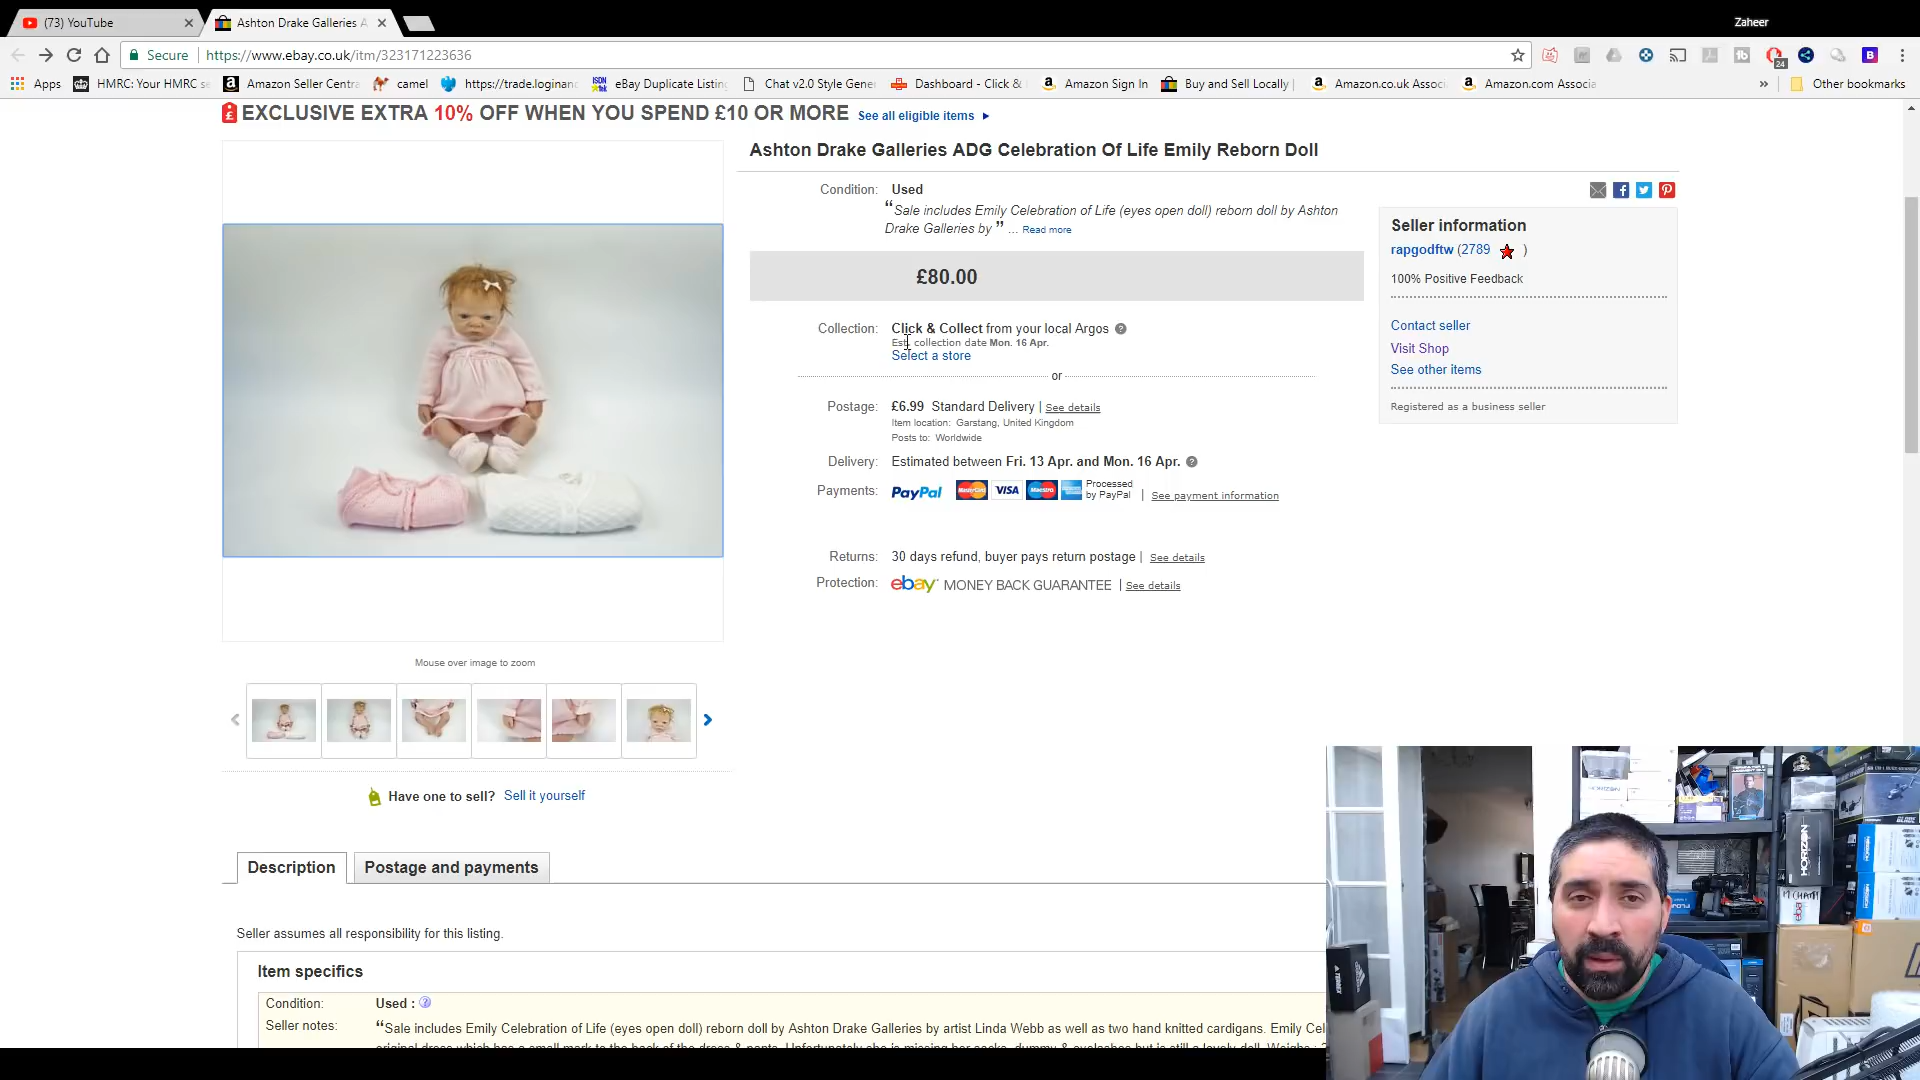 (73) YouTube
Ashton Drake Galleries A
Zaheer
Secure
https://www.ebay.co.uk/itm/323171223636
24
Apps
HMRC: Your HMRC se
Amazon Seller Centra
camel
https://trade.loginanc
eBay Duplicate Listing
Chat v2.0 Style Gene
Dashboard - Click &
Amazon Sign In
Buy and Sell Locally |
Amazon.co.uk Associ
Amazon.com Associa
»
Other bookmarks
EXCLUSIVE EXTRA 10% OFF WHEN YOU SPEND £10 OR MORE See all eligible items
Ashton Drake Galleries ADG Celebration Of Life Emily Reborn Doll
Condition: Used
“Sale includes Emily Celebration of Life (eyes open doll) reborn doll by Ashton
Drake Galleries by ” ... Read more
£80.00
Collection: Click & Collect from your local Argos
Est. collection date Mon. 16 Apr.
Select a store
or
Postage: £6.99 Standard Delivery | See details
Item location: Garstang, United Kingdom
Posts to: Worldwide
Delivery: Estimated between Fri. 13 Apr. and Mon. 16 Apr.
Payments: PayPal MasterCard VISA Maestro Processed by PayPal | See payment information
Returns: 30 days refund, buyer pays return postage | See details
Protection: ebay MONEY BACK GUARANTEE | See details
Seller information
rapgodftw (2789 )
100% Positive Feedback
Contact seller
Visit Shop
See other items
Registered as a business seller
Mouse over image to zoom
Have one to sell? Sell it yourself
Description
Postage and payments
Seller assumes all responsibility for this listing.
Item specifics
Condition: Used :
Seller notes: “Sale includes Emily Celebration of Life (eyes open doll) reborn doll by Ashton Drake Galleries by artist Linda Webb as well as two hand knitted cardigans. Emily Cel
HORIZON